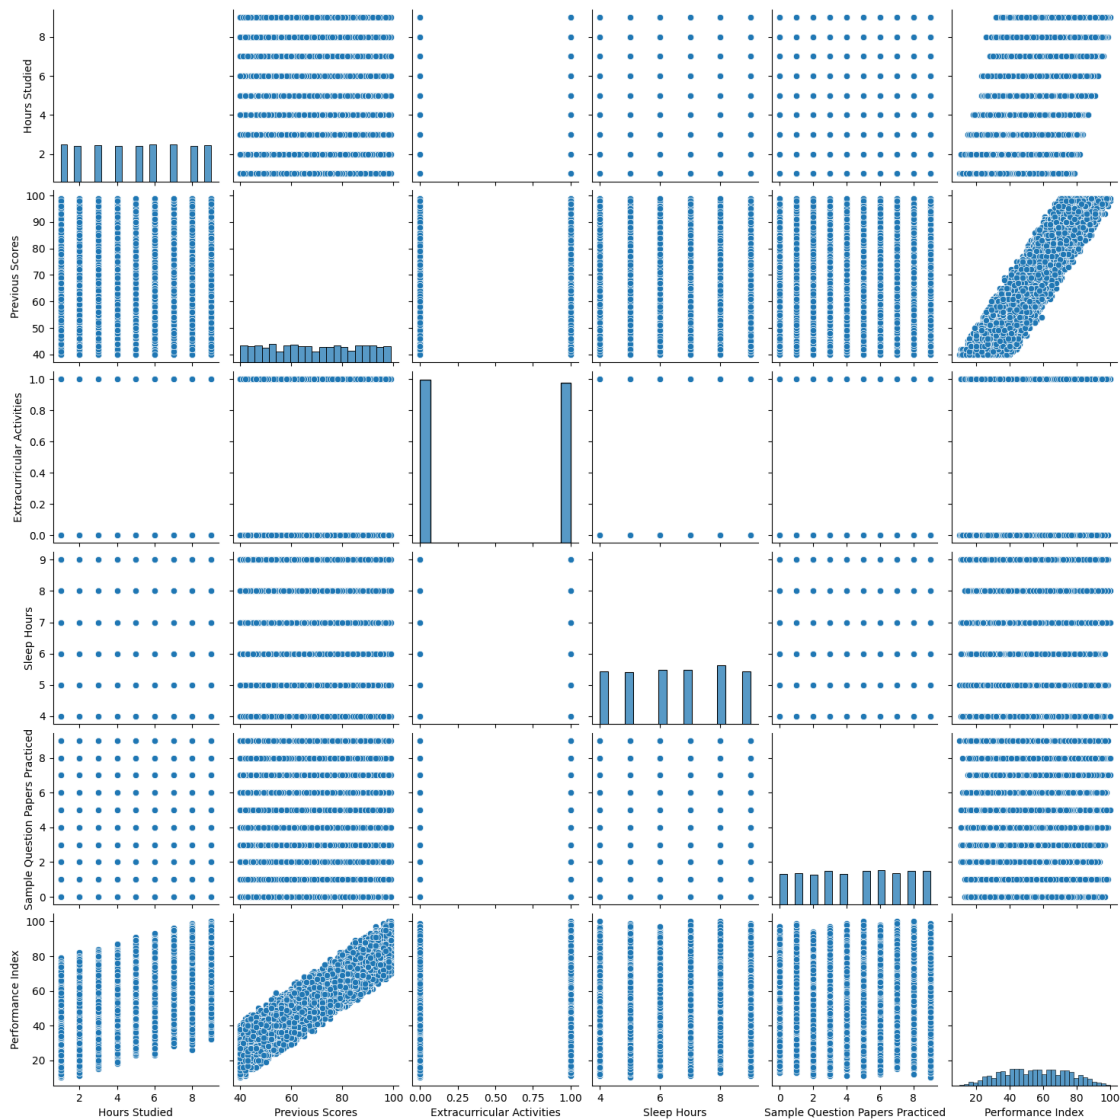 Hours Studied
8
6
4
2
Previous Scores
100
90
80
70
60
50
40
Extracurricular Activities
1.0
0.8
0.6
0.4
0.2
0.0
Sleep Hours
9
8
7
6
5
4
Sample Question Papers Practiced
8
6
4
2
0
Performance Index
100
80
60
40
20
2 4 6 8
40 60 80 100
0.00 0.25 0.50 0.75 1.00
4 5 6 7 8 9
0 2 4 6 8
20 40 60 80 100
Hours Studied
Previous Scores
Extracurricular Activities
Sleep Hours
Sample Question Papers Practiced
Performance Index